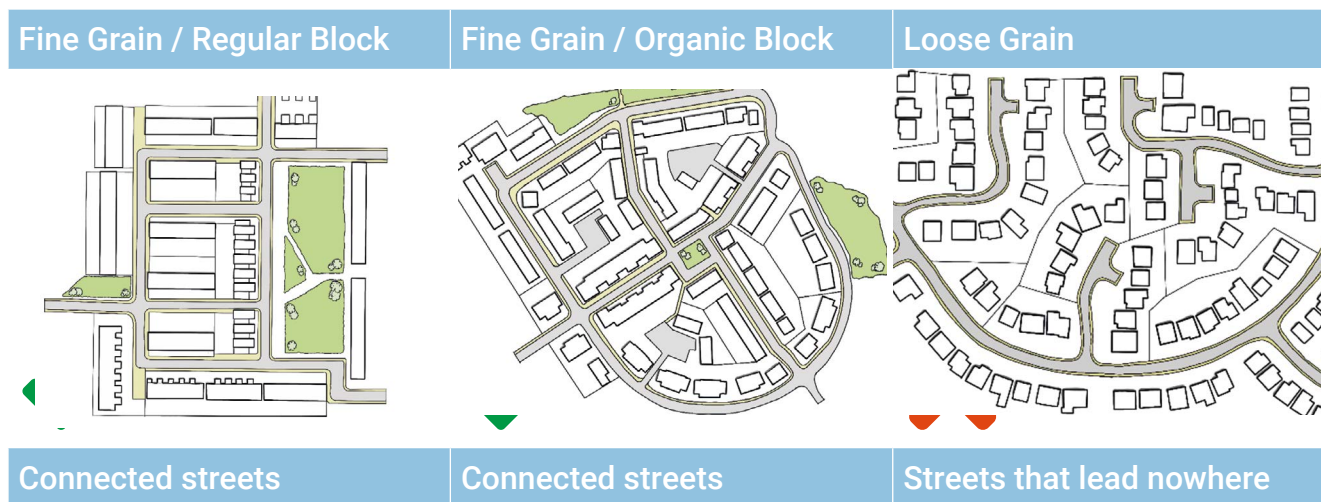 Fine Grain / Regular Block
Fine Grain / Organic Block
Loose Grain
Connected streets
Connected streets
Streets that lead nowhere